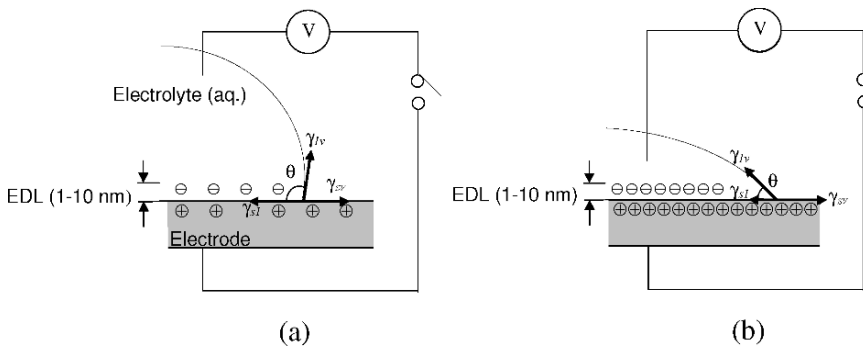 V
Electrolyte (aq.)
γlv
θ
EDL (1-10 nm)
γsl
γsv
Electrode
(a)
V
γlv
θ
EDL (1-10 nm)
γsl
γsv
(b)